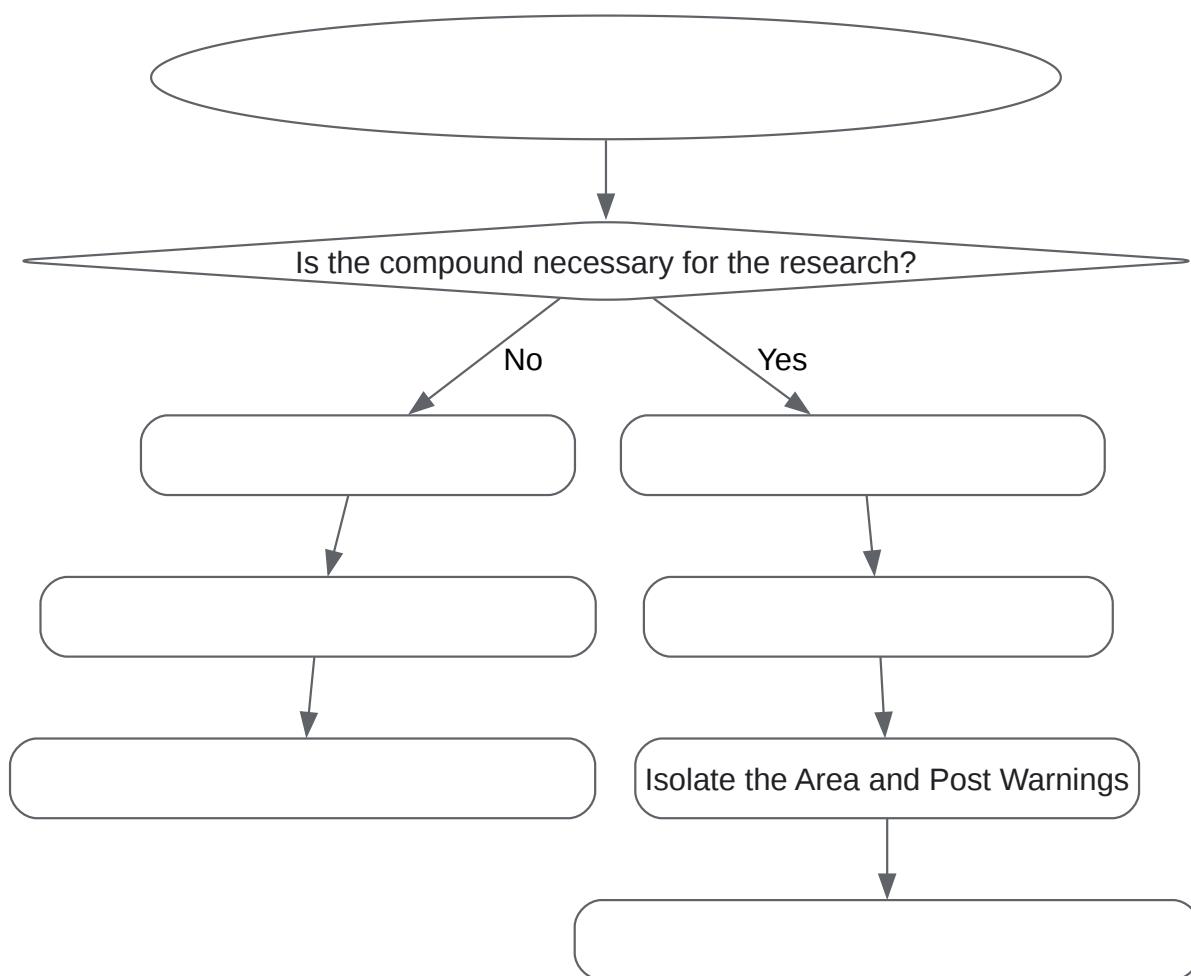 Is the compound necessary for the research?
No
Yes
Isolate the Area and Post Warnings